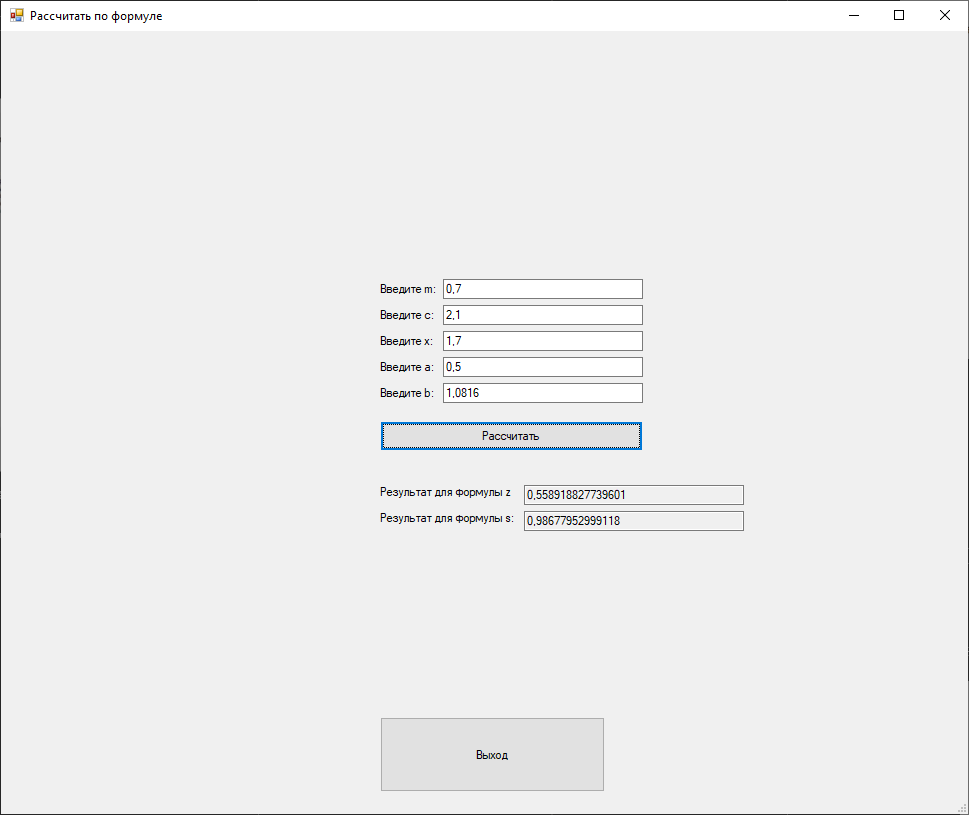 Рассчитать по формуле
Введите m: 0,7
Введите c: 2,1
Введите x: 1,7
Введите a: 0,5
Введите b: 1,0816
Рассчитать
Результат для формулы z 0,558918827739601
Результат для формулы s: 0,98677952999118
Выход